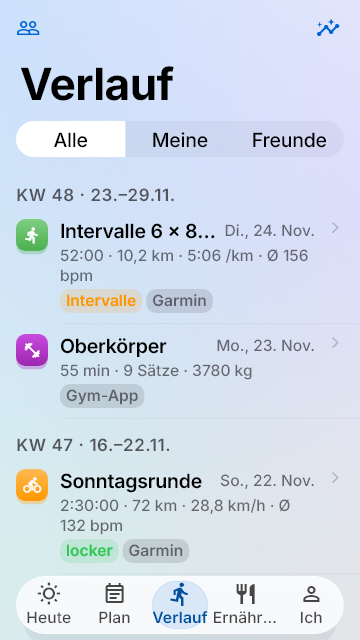 Verlauf
Alle Meine Freunde
KW 48 · 23.–29.11.
Intervalle 6 × 8… Di., 24. Nov.
52:00 · 10,2 km · 5:06 /km · Ø 156
bpm
Intervalle Garmin
Oberkörper Mo., 23. Nov.
55 min · 9 Sätze · 3780 kg
Gym-App
KW 47 · 16.–22.11.
Sonntagsrunde So., 22. Nov.
2:30:00 · 72 km · 28,8 km/h · Ø
132 bpm
locker Garmin
Heute Plan Verlauf Ernähr… Ich